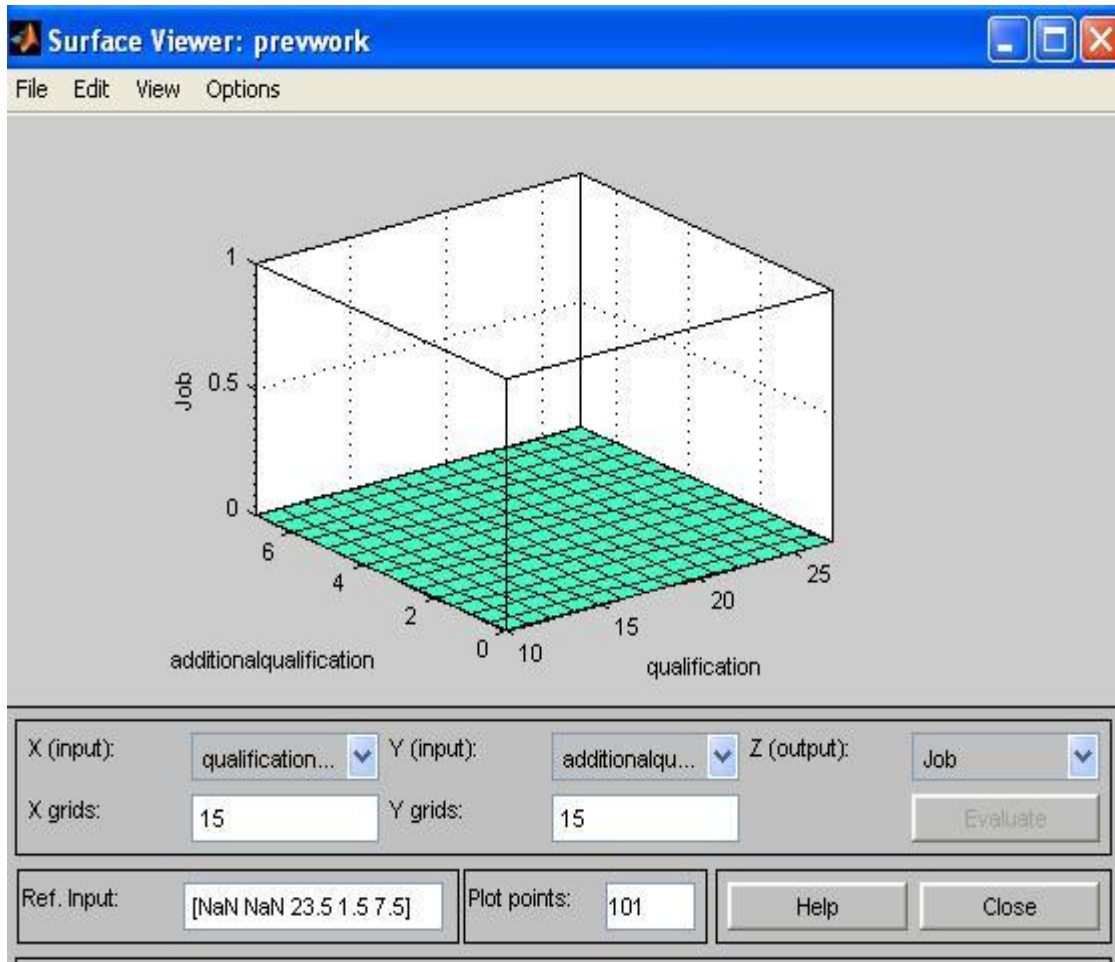 Surface Viewer: prevwork
File Edit View Options
1
0.5
0
Job
6
4
2
0
10
15
20
25
additionalqualification
qualification
X (input): qualification... Y (input): additionalqu... Z (output): Job
X grids: 15 Y grids: 15 Evaluate
Ref. Input: [NaN NaN 23.5 1.5 7.5] Plot points: 101 Help Close